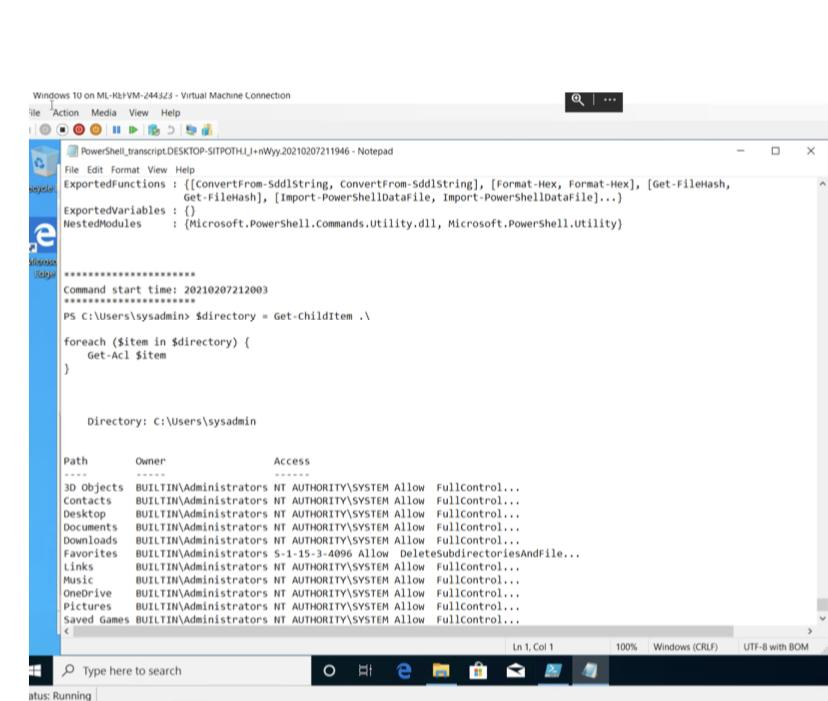 Windows 10 on ML-REFVM-244323 - Virtual Machine Connection
File Action Media View Help
PowerShell_transcript.DESKTOP-SITPOTH.I_I+nWyy.20210207211946 - Notepad
File Edit Format View Help
ExportedFunctions : {[ConvertFrom-SddlString, ConvertFrom-SddlString], [Format-Hex, Format-Hex], [Get-FileHash,
Get-FileHash], [Import-PowerShellDataFile, Import-PowerShellDataFile]...}
ExportedVariables : {}
NestedModules : {Microsoft.PowerShell.Commands.Utility.dll, Microsoft.PowerShell.Utility}
**********************
Command start time: 20210207212003
**********************
PS C:\Users\sysadmin> $directory = Get-ChildItem .\
foreach ($item in $directory) {
Get-Acl $item
}
Directory: C:\Users\sysadmin
Path Owner Access
---- ----- ------
3D Objects BUILTIN\Administrators NT AUTHORITY\SYSTEM Allow FullControl...
Contacts BUILTIN\Administrators NT AUTHORITY\SYSTEM Allow FullControl...
Desktop BUILTIN\Administrators NT AUTHORITY\SYSTEM Allow FullControl...
Documents BUILTIN\Administrators NT AUTHORITY\SYSTEM Allow FullControl...
Downloads BUILTIN\Administrators NT AUTHORITY\SYSTEM Allow FullControl...
Favorites BUILTIN\Administrators S-1-15-3-4096 Allow DeleteSubdirectoriesAndFile...
Links BUILTIN\Administrators NT AUTHORITY\SYSTEM Allow FullControl...
Music BUILTIN\Administrators NT AUTHORITY\SYSTEM Allow FullControl...
OneDrive BUILTIN\Administrators NT AUTHORITY\SYSTEM Allow FullControl...
Pictures BUILTIN\Administrators NT AUTHORITY\SYSTEM Allow FullControl...
Saved Games BUILTIN\Administrators NT AUTHORITY\SYSTEM Allow FullControl...
Ln 1, Col 1 100% Windows (CRLF) UTF-8 with BOM
Type here to search
atus: Running